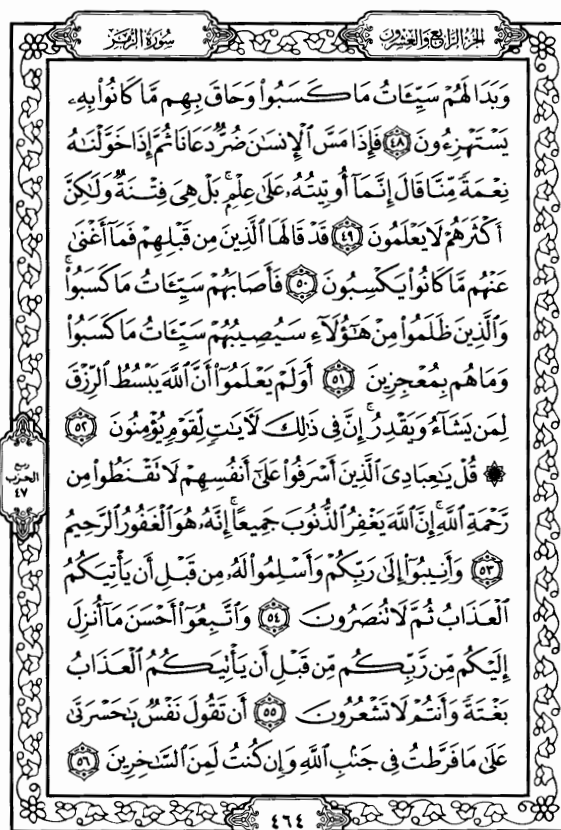 الجزء الرابع والعشرون
سورة الزمر
وَبَدَا لَهُمْ سَيِّئَاتُ مَا كَسَبُوا۟ وَحَاقَ بِهِم مَّا كَانُوا۟ بِهِۦ
يَسْتَهْزِءُونَ ٤٨ فَإِذَا مَسَّ ٱلْإِنسَٰنَ ضُرٌّ دَعَانَا ثُمَّ إِذَا خَوَّلْنَٰهُ
نِعْمَةً مِّنَّا قَالَ إِنَّمَآ أُوتِيتُهُۥ عَلَىٰ عِلْمٍۭ ۚ بَلْ هِىَ فِتْنَةٌ وَلَٰكِنَّ
أَكْثَرَهُمْ لَا يَعْلَمُونَ ٤٩ قَدْ قَالَهَا ٱلَّذِينَ مِن قَبْلِهِمْ فَمَآ أَغْنَىٰ
عَنْهُم مَّا كَانُوا۟ يَكْسِبُونَ ٥٠ فَأَصَابَهُمْ سَيِّئَاتُ مَا كَسَبُوا۟ ۚ
وَٱلَّذِينَ ظَلَمُوا۟ مِنْ هَٰٓؤُلَآءِ سَيُصِيبُهُمْ سَيِّئَاتُ مَا كَسَبُوا۟
وَمَا هُم بِمُعْجِزِينَ ٥١ أَوَلَمْ يَعْلَمُوٓا۟ أَنَّ ٱللَّهَ يَبْسُطُ ٱلرِّزْقَ
لِمَن يَشَآءُ وَيَقْدِرُ ۚ إِنَّ فِى ذَٰلِكَ لَءَايَٰتٍ لِّقَوْمٍ يُؤْمِنُونَ ٥٢
۞ قُلْ يَٰعِبَادِىَ ٱلَّذِينَ أَسْرَفُوا۟ عَلَىٰٓ أَنفُسِهِمْ لَا تَقْنَطُوا۟ مِن
رَّحْمَةِ ٱللَّهِ ۚ إِنَّ ٱللَّهَ يَغْفِرُ ٱلذُّنُوبَ جَمِيعًا ۚ إِنَّهُۥ هُوَ ٱلْغَفُورُ ٱلرَّحِيمُ
٥٣ وَأَنِيبُوٓا۟ إِلَىٰ رَبِّكُمْ وَأَسْلِمُوا۟ لَهُۥ مِن قَبْلِ أَن يَأْتِيَكُمُ
ٱلْعَذَابُ ثُمَّ لَا تُنصَرُونَ ٥٤ وَٱتَّبِعُوٓا۟ أَحْسَنَ مَآ أُنزِلَ
إِلَيْكُم مِّن رَّبِّكُم مِّن قَبْلِ أَن يَأْتِيَكُمُ ٱلْعَذَابُ
بَغْتَةً وَأَنتُمْ لَا تَشْعُرُونَ ٥٥ أَن تَقُولَ نَفْسٌ يَٰحَسْرَتَىٰ
عَلَىٰ مَا فَرَّطتُ فِى جَنۢبِ ٱللَّهِ وَإِن كُنتُ لَمِنَ ٱلسَّٰخِرِينَ ٥٦
ربع
الحزب
٤٧
٤٦٤